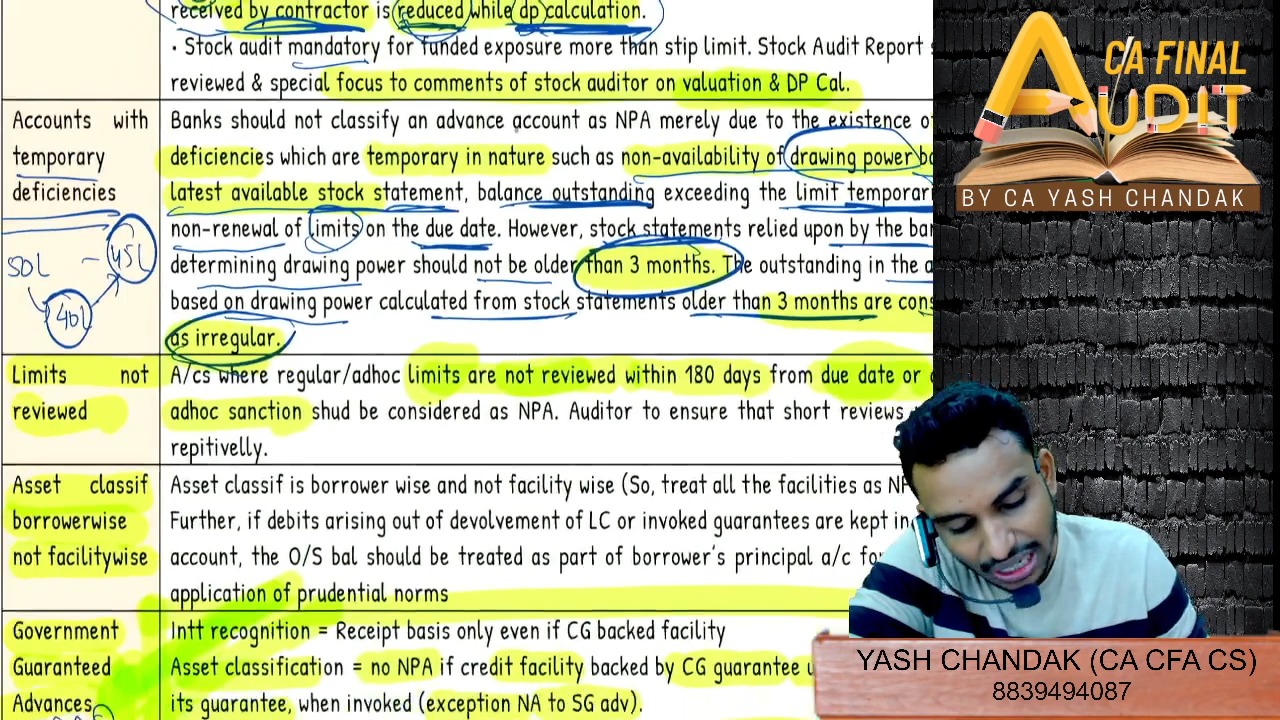 received by contractor is reduced while dp calculation.
• Stock audit mandatory for funded exposure more than stip limit. Stock Audit Report
reviewed & special focus to comments of stock auditor on valuation & DP Cal.
Accounts with
temporary
deficiencies
50L – 45L
40L
Banks should not classify an advance account as NPA merely due to the existence
deficiencies which are temporary in nature such as non-availability of drawing power
latest available stock statement, balance outstanding exceeding the limit
non-renewal of limits on the due date. However, stock statements relied upon by the
determining drawing power should not be older than 3 months. The outstanding in the
based on drawing power calculated from stock statements older than 3 months are
as irregular.
Limits not
reviewed
A/cs where regular/adhoc limits are not reviewed within 180 days from due date or
adhoc sanction shud be considered as NPA. Auditor to ensure that short reviews
repitivelly.
Asset classif
borrowerwise
not facilitywise
Asset classif is borrower wise and not facility wise (So, treat all the facilities as
Further, if debits arising out of devolvement of LC or invoked guarantees are kept in
account, the O/S bal should be treated as part of borrower's principal a/c
application of prudential norms
Government
Guaranteed
Advances
Intt recognition = Receipt basis only even if CG backed facility
Asset classification = no NPA if credit facility backed by CG guarantee
its guarantee, when invoked (exception NA to SG adv).
CA FINAL
AUDIT
BY CA YASH CHANDAK
YASH CHANDAK (CA CFA CS)
8839494087